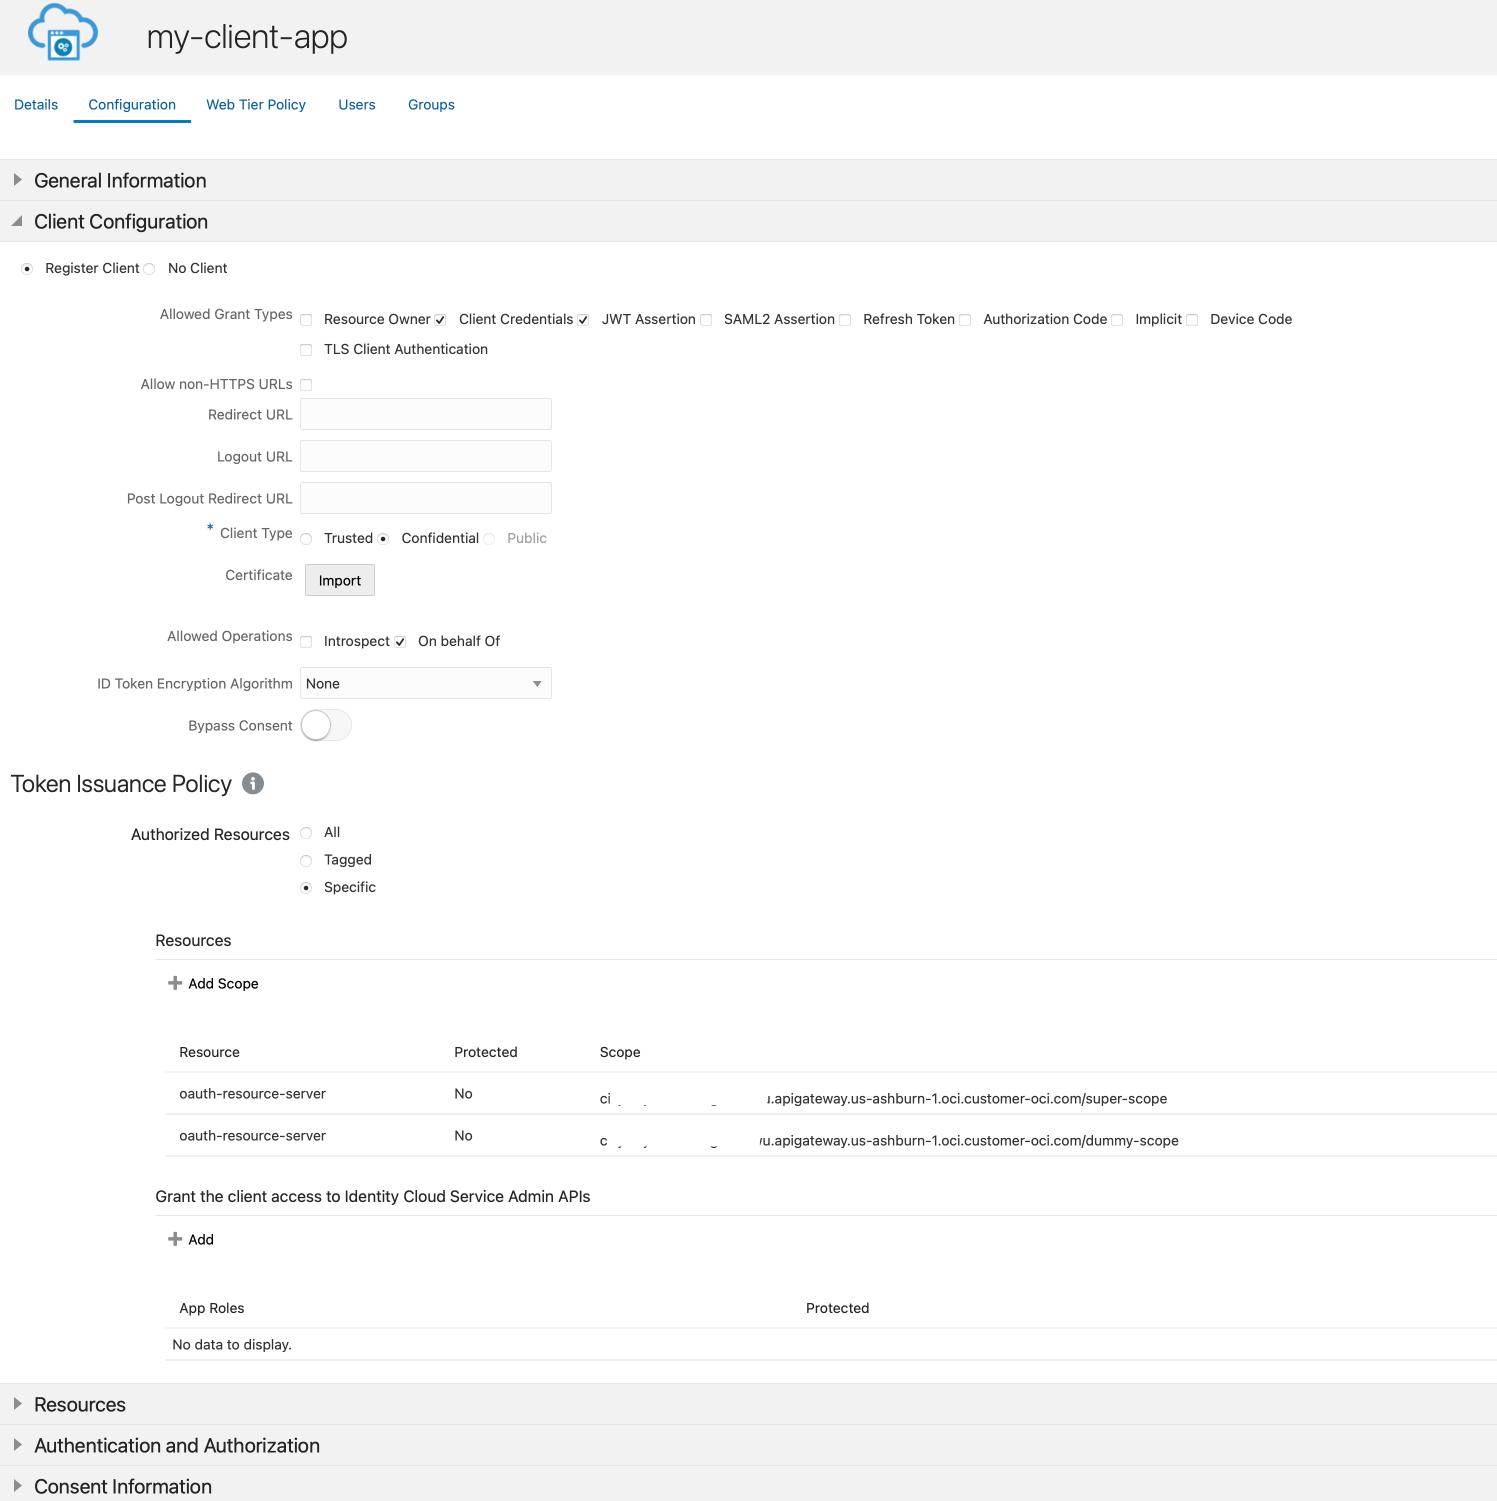 my-client-app
Details Configuration Web Tier Policy Users Groups
General Information
Client Configuration
Register Client No Client
Allowed Grant Types Resource Owner Client Credentials JWT Assertion SAML2 Assertion Refresh Token Authorization Code Implicit Device Code
TLS Client Authentication
Allow non-HTTPS URLs
Redirect URL
Logout URL
Post Logout Redirect URL
* Client Type Trusted Confidential Public
Certificate Import
Allowed Operations Introspect On behalf Of
ID Token Encryption Algorithm None
Bypass Consent
Token Issuance Policy
Authorized Resources All
Tagged
Specific
Resources
Add Scope
Resource Protected Scope
oauth-resource-server No .apigateway.us-ashburn-1.oci.customer-oci.com/super-scope
oauth-resource-server No u.apigateway.us-ashburn-1.oci.customer-oci.com/dummy-scope
Grant the client access to Identity Cloud Service Admin APIs
Add
App Roles Protected
No data to display.
Resources
Authentication and Authorization
Consent Information